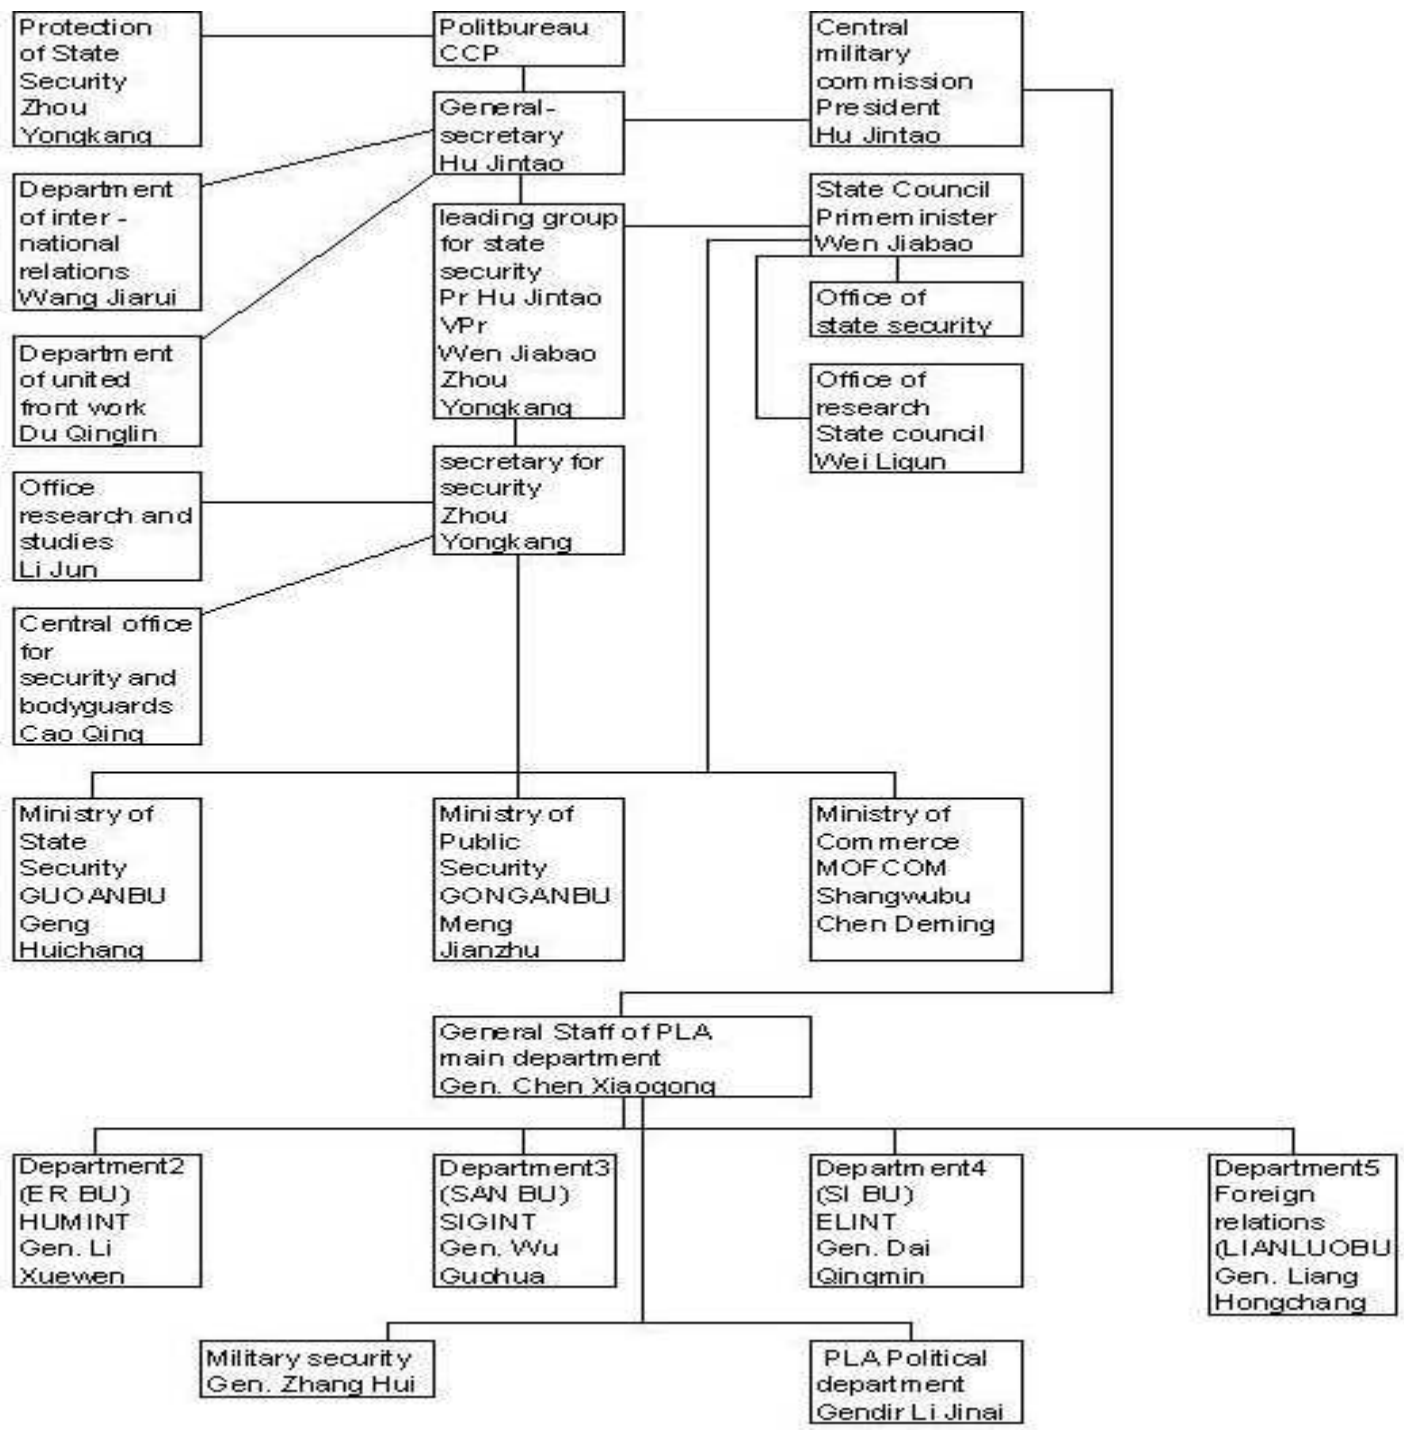 Protection
of State
Security
Zhou
Yongkang
Politbureau
CCP
Central
military
commission
President
Hu Jintao
General-
secretary
Hu Jintao
Department
of inter -
national
relations
Wang Jiarui
State Council
Primeminister
Wen Jiabao
leading group
for state
security
Pr Hu Jintao
VPr
Wen Jiabao
Zhou
Yongkang
Office of
state security
Department
of united
front work
Du Qinglin
Office of
research
State council
Wei Liqun
secretary for
security
Zhou
Yongkang
Office
research and
studies
Li Jun
Central office
for
security and
bodyguards
Cao Qing
Ministry of
State
Security
GUOANBU
Geng
Huichang
Ministry of
Public
Security
GONGANBU
Meng
Jianzhu
Ministry of
Commerce
MOFCOM
Shangwubu
Chen Deming
General Staff of PLA
main department
Gen. Chen Xiaogong
Department2
(ER BU)
HUMINT
Gen. Li
Xuewen
Department3
(SAN BU)
SIGINT
Gen. Wu
Guohua
Department4
(SI BU)
ELINT
Gen. Dai
Qingmin
Department5
Foreign
relations
(LIANLUOBU
Gen. Liang
Hongchang
Military security
Gen. Zhang Hui
PLA Political
department
Gendir Li Jinai